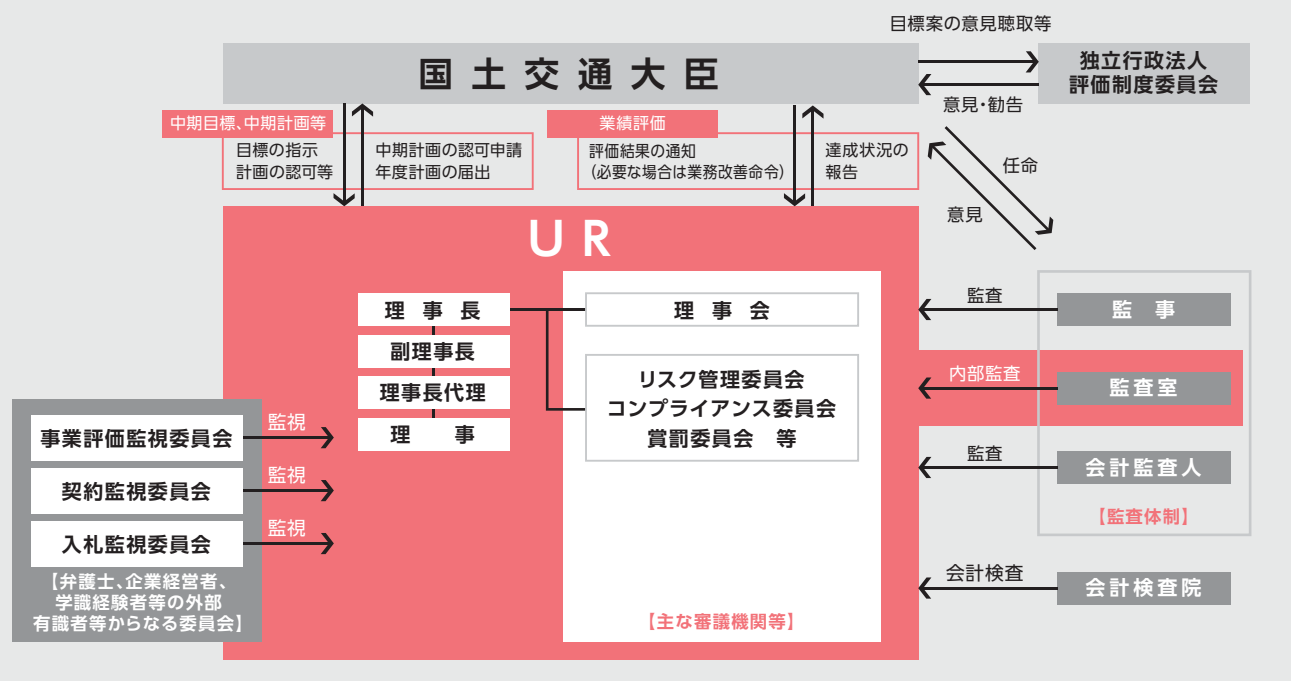 目標案の意見聴取等
国土交通大臣
独立行政法人
評価制度委員会
意見・勧告
中期目標、中期計画等
目標の指示
計画の認可等
中期計画の認可申請
年度計画の届出
業績評価
評価結果の通知
（必要な場合は業務改善命令）
達成状況の
報告
任命
意見
UR
理事長
副理事長
理事長代理
理事
理事会
リスク管理委員会
コンプライアンス委員会
賞罰委員会　等
【主な審議機関等】
事業評価監視委員会
監視
契約監視委員会
監視
入札監視委員会
監視
【弁護士、企業経営者、
学識経験者等の外部
有識者等からなる委員会】
監査
監事
内部監査
監査室
監査
会計監査人
【監査体制】
会計検査
会計検査院